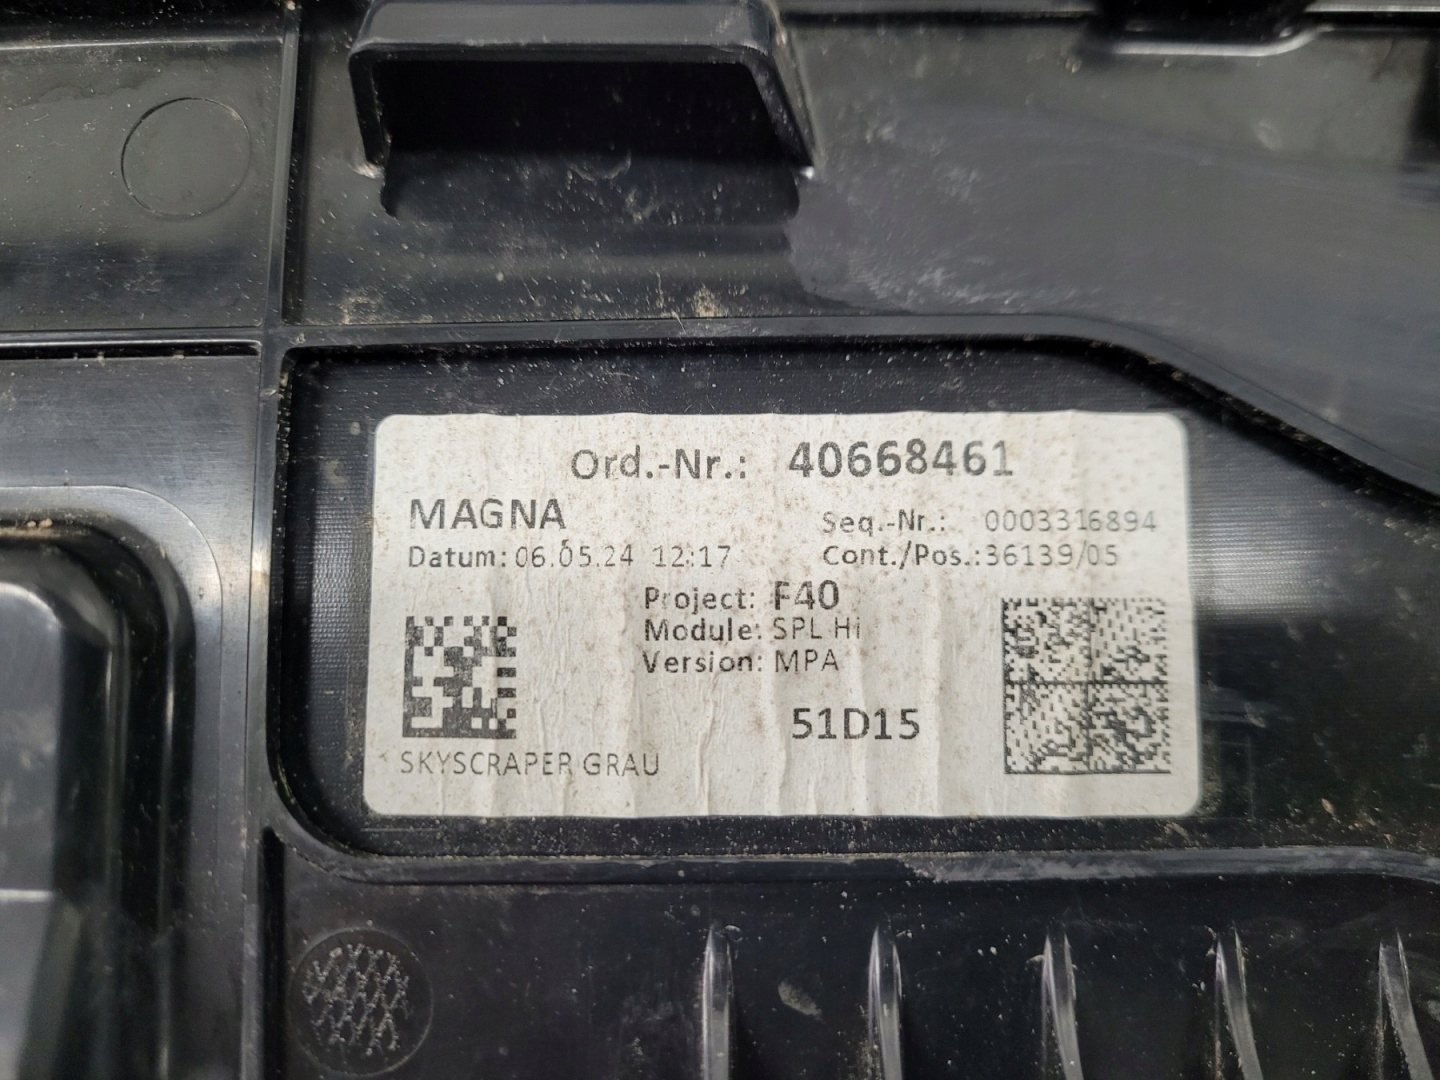 Ord.-Nr.: 40668461
MAGNA
Seq.-Nr.: 0003316894
Datum: 06.05.24 12:17
Cont./Pos.:36139/05
Project: F40
Module: SPL Hi
Version: MPA
51D15
SKYSCRAPER GRAU